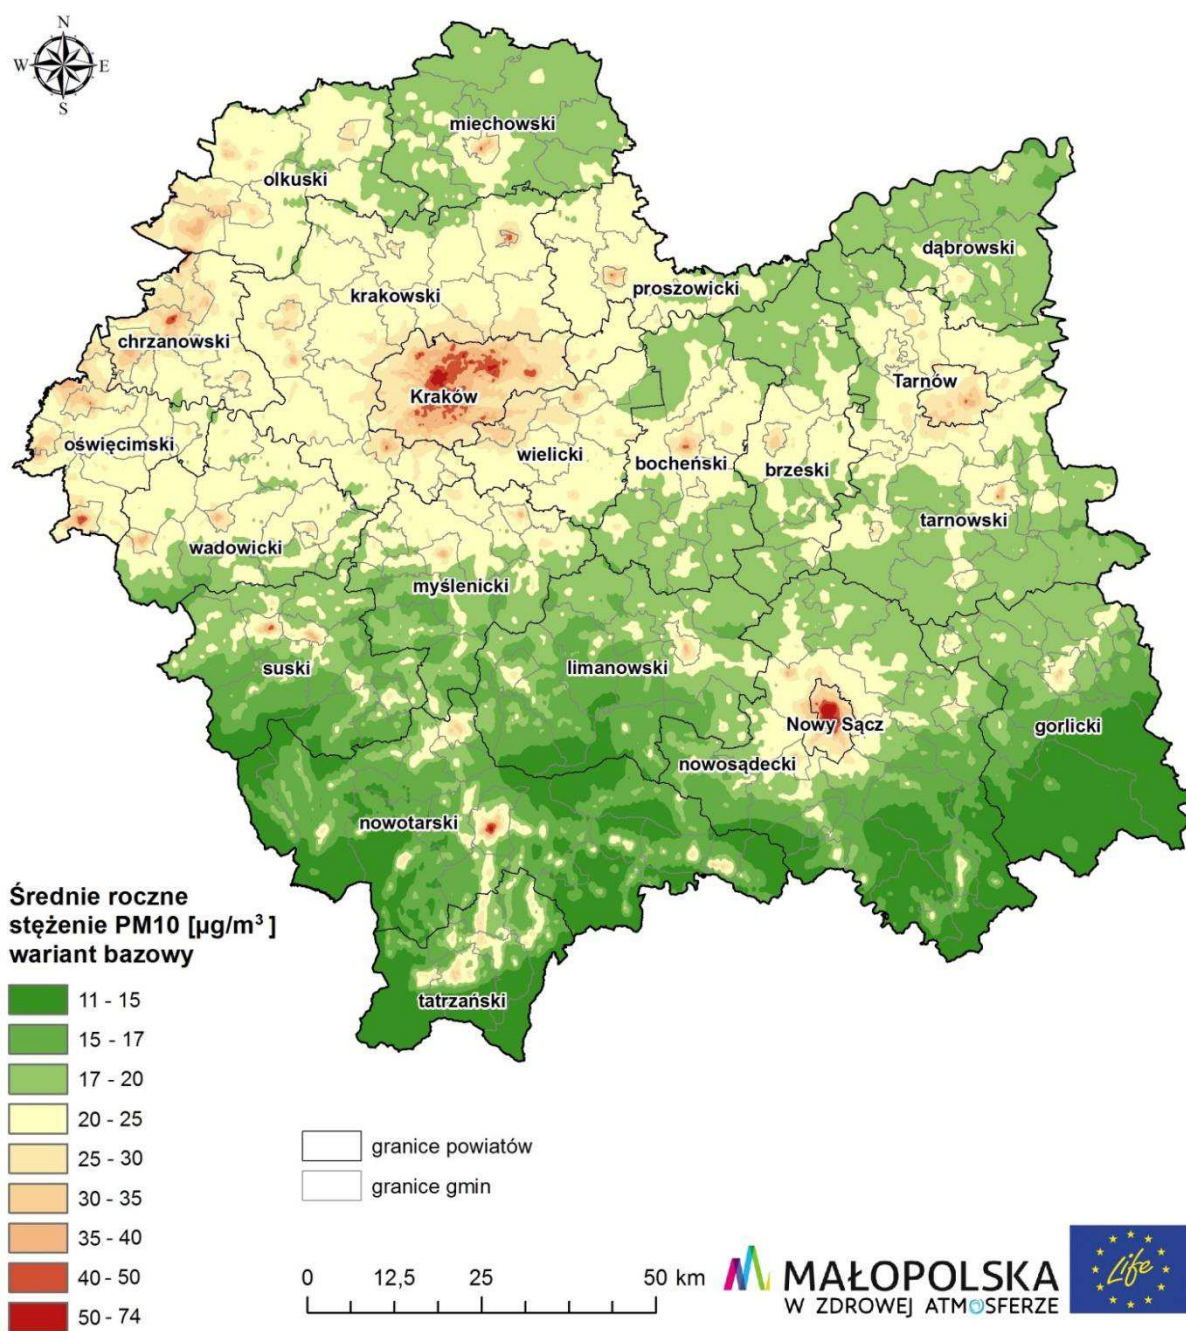 N
W E
S
miechowski
olkuski
dąbrowski
krakowski
proszowicki
chrzanowski
Tarnów
Kraków
oświęcimski
wielicki
bocheński
brzeski
tarnowski
wadowicki
myślenicki
suski
limanowski
Nowy Sącz
gorlicki
nowosądecki
nowotarski
tatrzański
Średnie roczne
stężenie PM10 [µg/m³ ]
wariant bazowy
11 - 15
15 - 17
17 - 20
20 - 25
25 - 30
30 - 35
35 - 40
40 - 50
50 - 74
granice powiatów
granice gmin
0 12,5 25 50 km
MAŁOPOLSKA
W ZDROWEJ ATMOSFERZE
Life